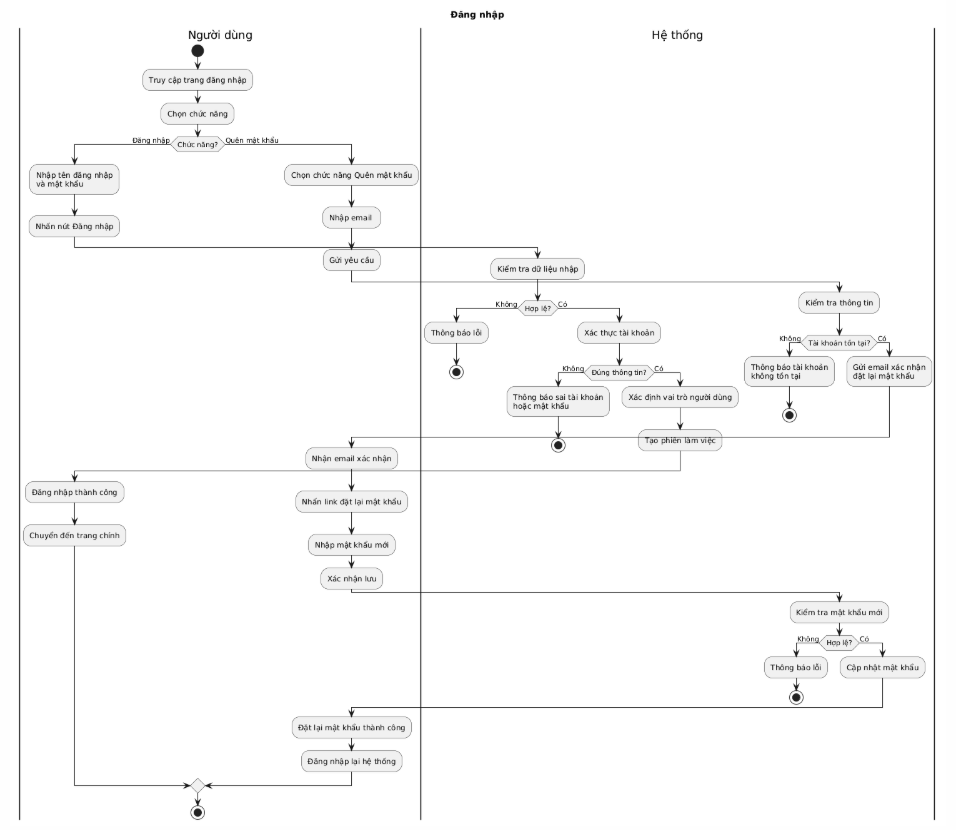 Đăng nhập
Người dùng
Hệ thống
Truy cập trang đăng nhập
Chọn chức năng
Đăng nhập
Chức năng?
Quên mật khẩu
Nhập tên đăng nhập
và mật khẩu
Chọn chức năng Quên mật khẩu
Nhập email
Nhấn nút Đăng nhập
Gửi yêu cầu
Kiểm tra dữ liệu nhập
Kiểm tra thông tin
Không
Hợp lệ?
Có
Thông báo lỗi
Xác thực tài khoản
Không
Tài khoản tồn tại?
Có
Thông báo tài khoản
không tồn tại
Gửi email xác nhận
đặt lại mật khẩu
Không
Đúng thông tin?
Có
Thông báo sai tài khoản
hoặc mật khẩu
Xác định vai trò người dùng
Tạo phiên làm việc
Nhận email xác nhận
Đăng nhập thành công
Nhấn link đặt lại mật khẩu
Chuyển đến trang chính
Nhập mật khẩu mới
Xác nhận lưu
Kiểm tra mật khẩu mới
Không
Hợp lệ?
Có
Thông báo lỗi
Cập nhật mật khẩu
Đặt lại mật khẩu thành công
Đăng nhập lại hệ thống